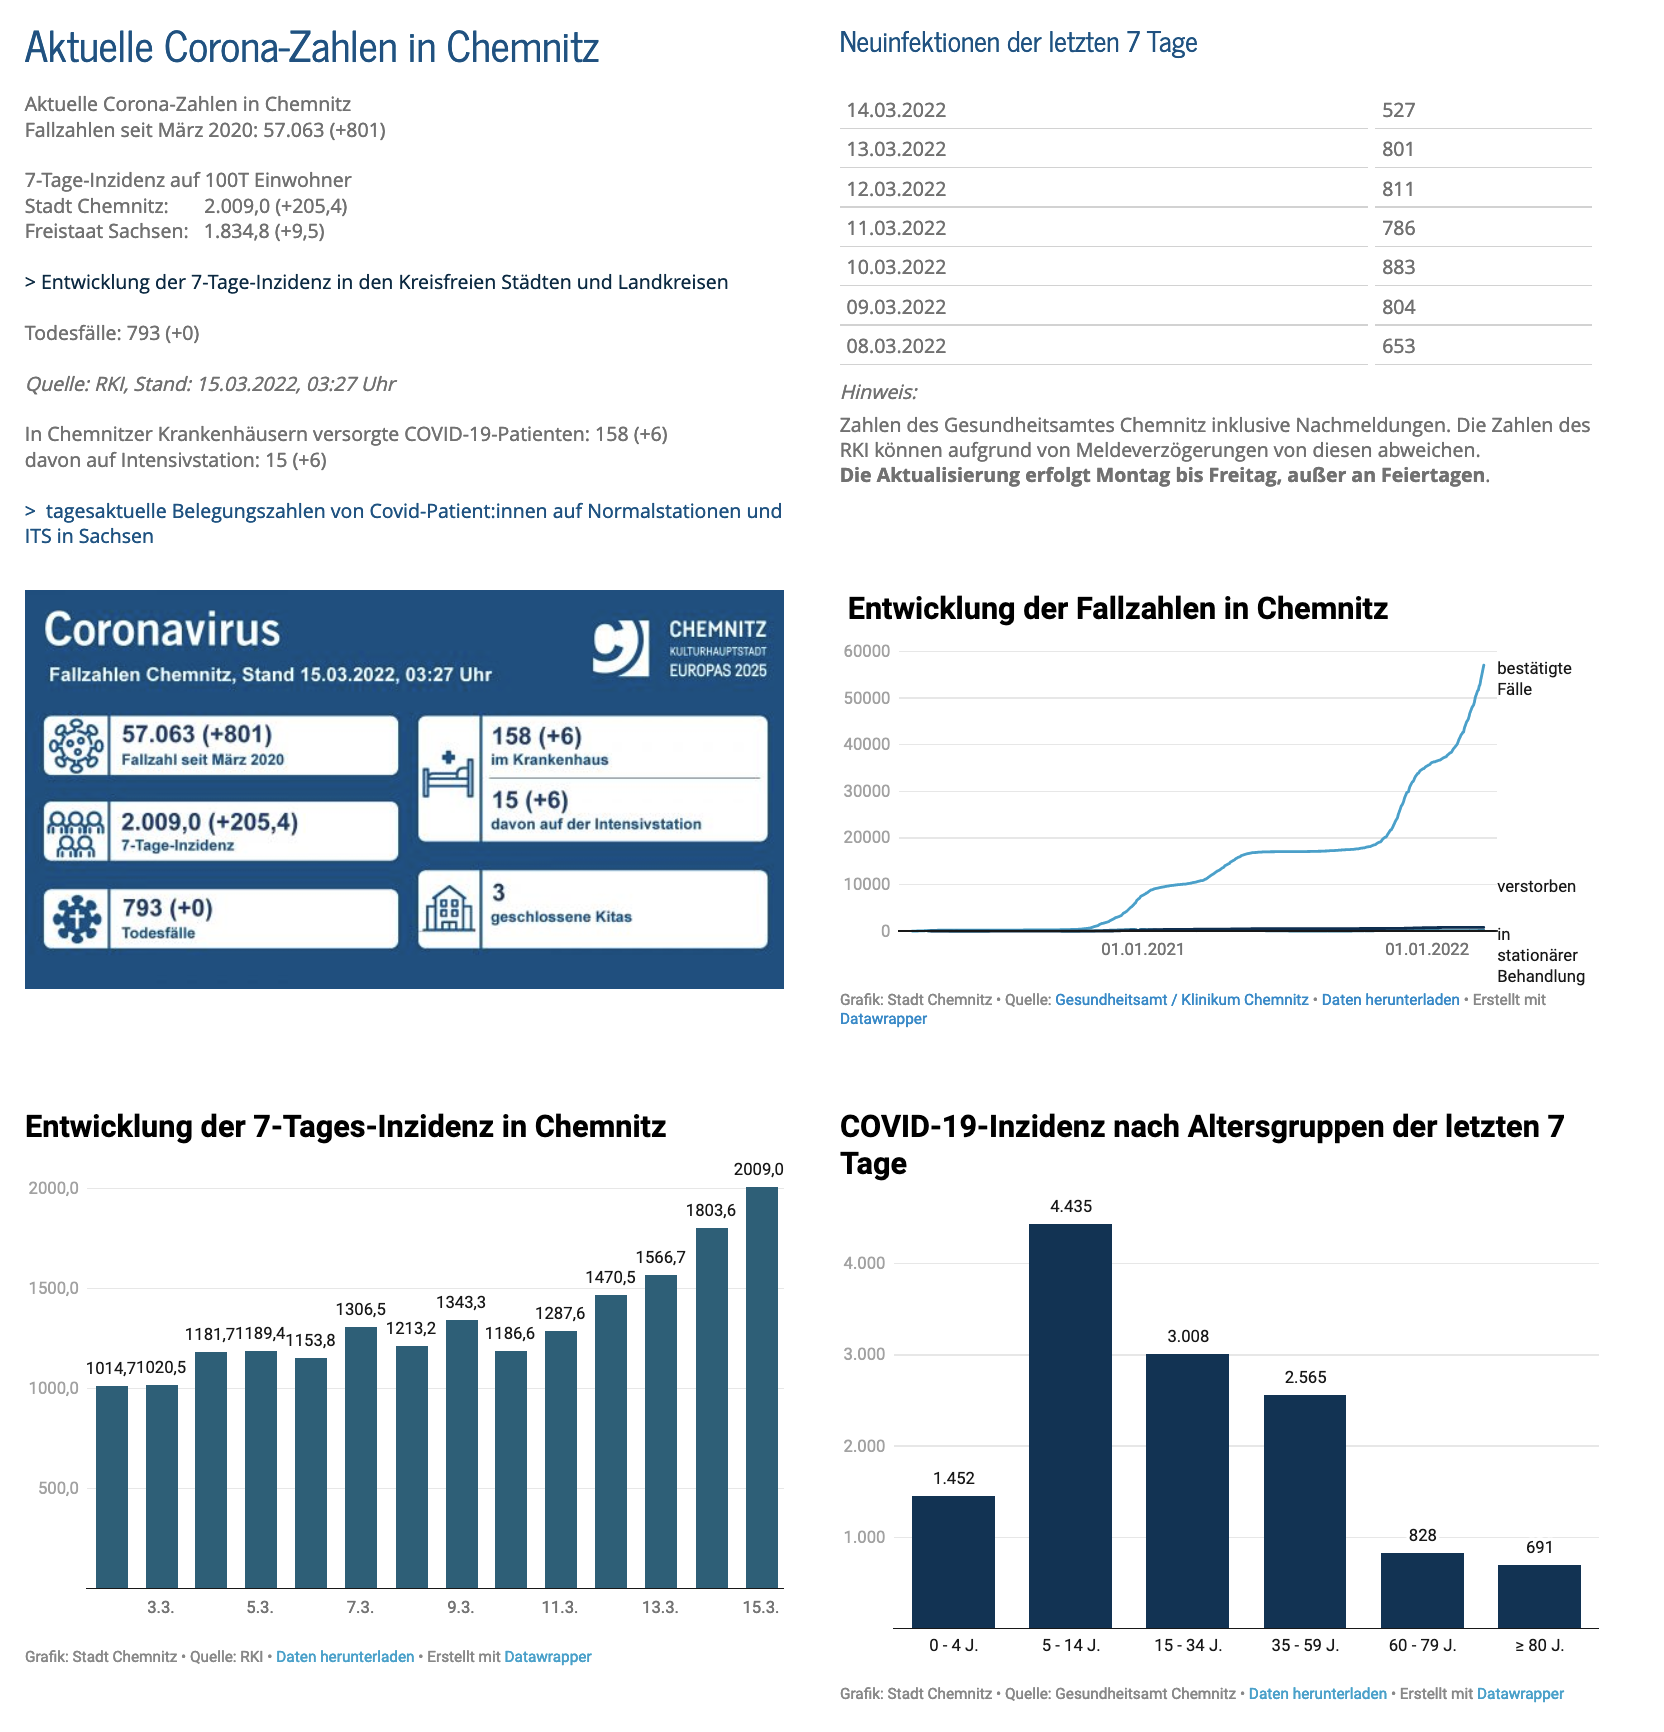 Aktuelle Corona-Zahlen in Chemnitz
Aktuelle Corona-Zahlen in Chemnitz
Fallzahlen seit März 2020: 57.063 (+801)
7-Tage-Inzidenz auf 100T Einwohner
Stadt Chemnitz: 2.009,0 (+205,4)
Freistaat Sachsen: 1.834,8 (+9,5)
> Entwicklung der 7-Tage-Inzidenz in den Kreisfreien Städten und Landkreisen
Todesfälle: 793 (+0)
Quelle: RKI, Stand: 15.03.2022, 03:27 Uhr
In Chemnitzer Krankenhäusern versorgte COVID-19-Patienten: 158 (+6)
davon auf Intensivstation: 15 (+6)
> tagesaktuelle Belegungszahlen von Covid-Patient:innen auf Normalstationen und
ITS in Sachsen
Neuinfektionen der letzten 7 Tage
14.03.2022 527
13.03.2022 801
12.03.2022 811
11.03.2022 786
10.03.2022 883
09.03.2022 804
08.03.2022 653
Hinweis:
Zahlen des Gesundheitsamtes Chemnitz inklusive Nachmeldungen. Die Zahlen des
RKI können aufgrund von Meldeverzögerungen von diesen abweichen.
Die Aktualisierung erfolgt Montag bis Freitag, außer an Feiertagen.
Coronavirus
Fallzahlen Chemnitz, Stand 15.03.2022, 03:27 Uhr
CHEMNITZ
KULTURHAUPTSTADT
EUROPAS 2025
57.063 (+801)
Fallzahl seit März 2020
2.009,0 (+205,4)
7-Tage-Inzidenz
793 (+0)
Todesfälle
158 (+6)
im Krankenhaus
15 (+6)
davon auf der Intensivstation
3
geschlossene Kitas
Entwicklung der Fallzahlen in Chemnitz
60000
50000
40000
30000
20000
10000
0
bestätigte
Fälle
verstorben
in
stationärer
Behandlung
01.01.2021 01.01.2022
Grafik: Stadt Chemnitz • Quelle: Gesundheitsamt / Klinikum Chemnitz • Daten herunterladen • Erstellt mit
Datawrapper
Entwicklung der 7-Tages-Inzidenz in Chemnitz
2000,0
1500,0
1000,0
500,0
1014,7 1020,5 1181,7 1189,4 1153,8 1306,5 1213,2 1343,3 1186,6 1287,6 1470,5 1566,7 1803,6 2009,0
3.3. 5.3. 7.3. 9.3. 11.3. 13.3. 15.3.
Grafik: Stadt Chemnitz • Quelle: RKI • Daten herunterladen • Erstellt mit Datawrapper
COVID-19-Inzidenz nach Altersgruppen der letzten 7
Tage
4.000
3.000
2.000
1.000
1.452 4.435 3.008 2.565 828 691
0 - 4 J. 5 - 14 J. 15 - 34 J. 35 - 59 J. 60 - 79 J. ≥ 80 J.
Grafik: Stadt Chemnitz • Quelle: Gesundheitsamt Chemnitz • Daten herunterladen • Erstellt mit Datawrapper